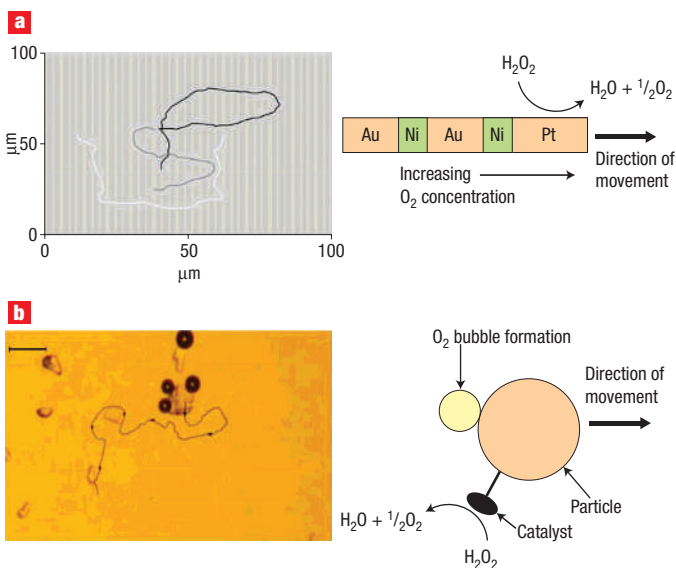 a
100
50
0
μm
0
50
100
μm
H₂O₂
H₂O + ¹/₂O₂
Au
Ni
Au
Ni
Pt
Increasing
O₂ concentration
Direction of
movement
b
O₂ bubble formation
Direction of
movement
Particle
Catalyst
H₂O + ¹/₂O₂
H₂O₂